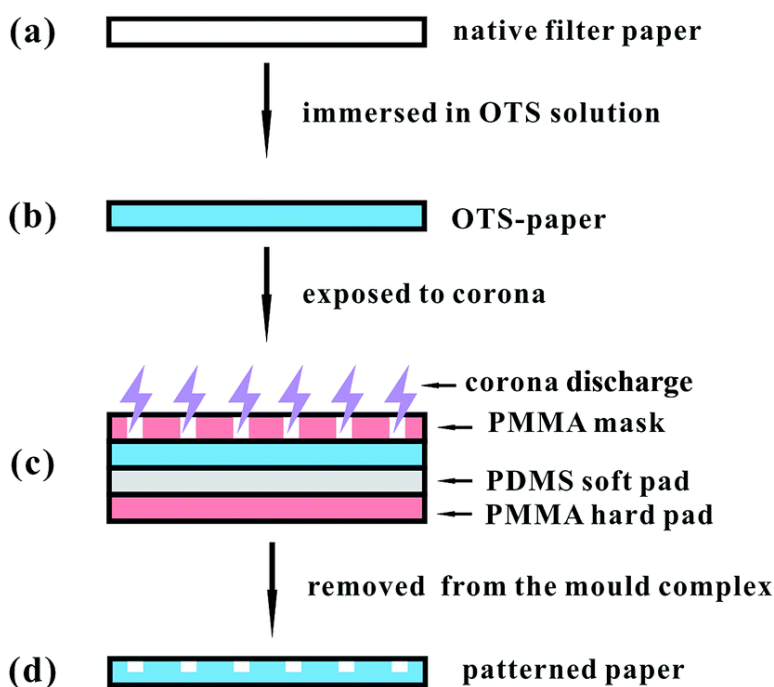 (a) native filter paper
immersed in OTS solution
(b) OTS-paper
exposed to corona
corona discharge
PMMA mask
(c)
PDMS soft pad
PMMA hard pad
removed from the mould complex
(d) patterned paper